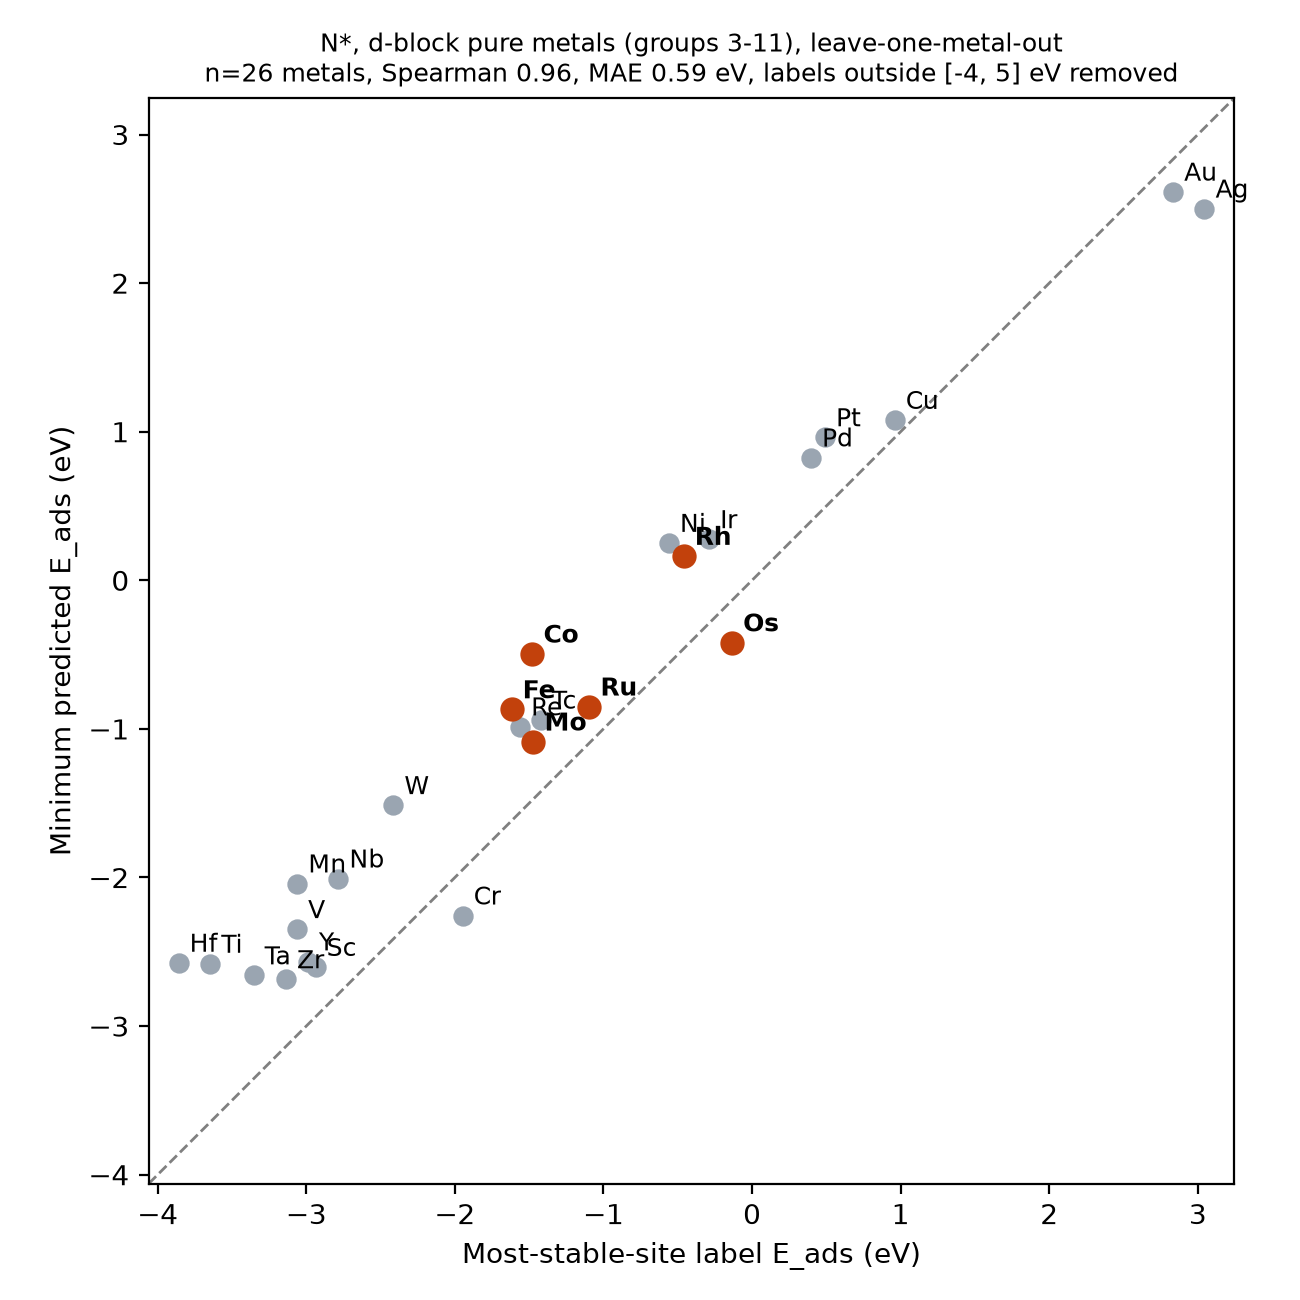 N*, d-block pure metals (groups 3-11), leave-one-metal-out
n=26 metals, Spearman 0.96, MAE 0.59 eV, labels outside [-4, 5] eV removed
3
2
1
0
−1
−2
−3
−4
Minimum predicted E_ads (eV)
Au
Ag
Cu
Pt
Pd
Ni
Ir
Rh
Os
Co
Fe
Tc
Re
Ru
Mo
W
Mn
Nb
Cr
V
Y
Sc
Hf
Ti
Ta
Zr
−4
−3
−2
−1
0
1
2
3
Most-stable-site label E_ads (eV)